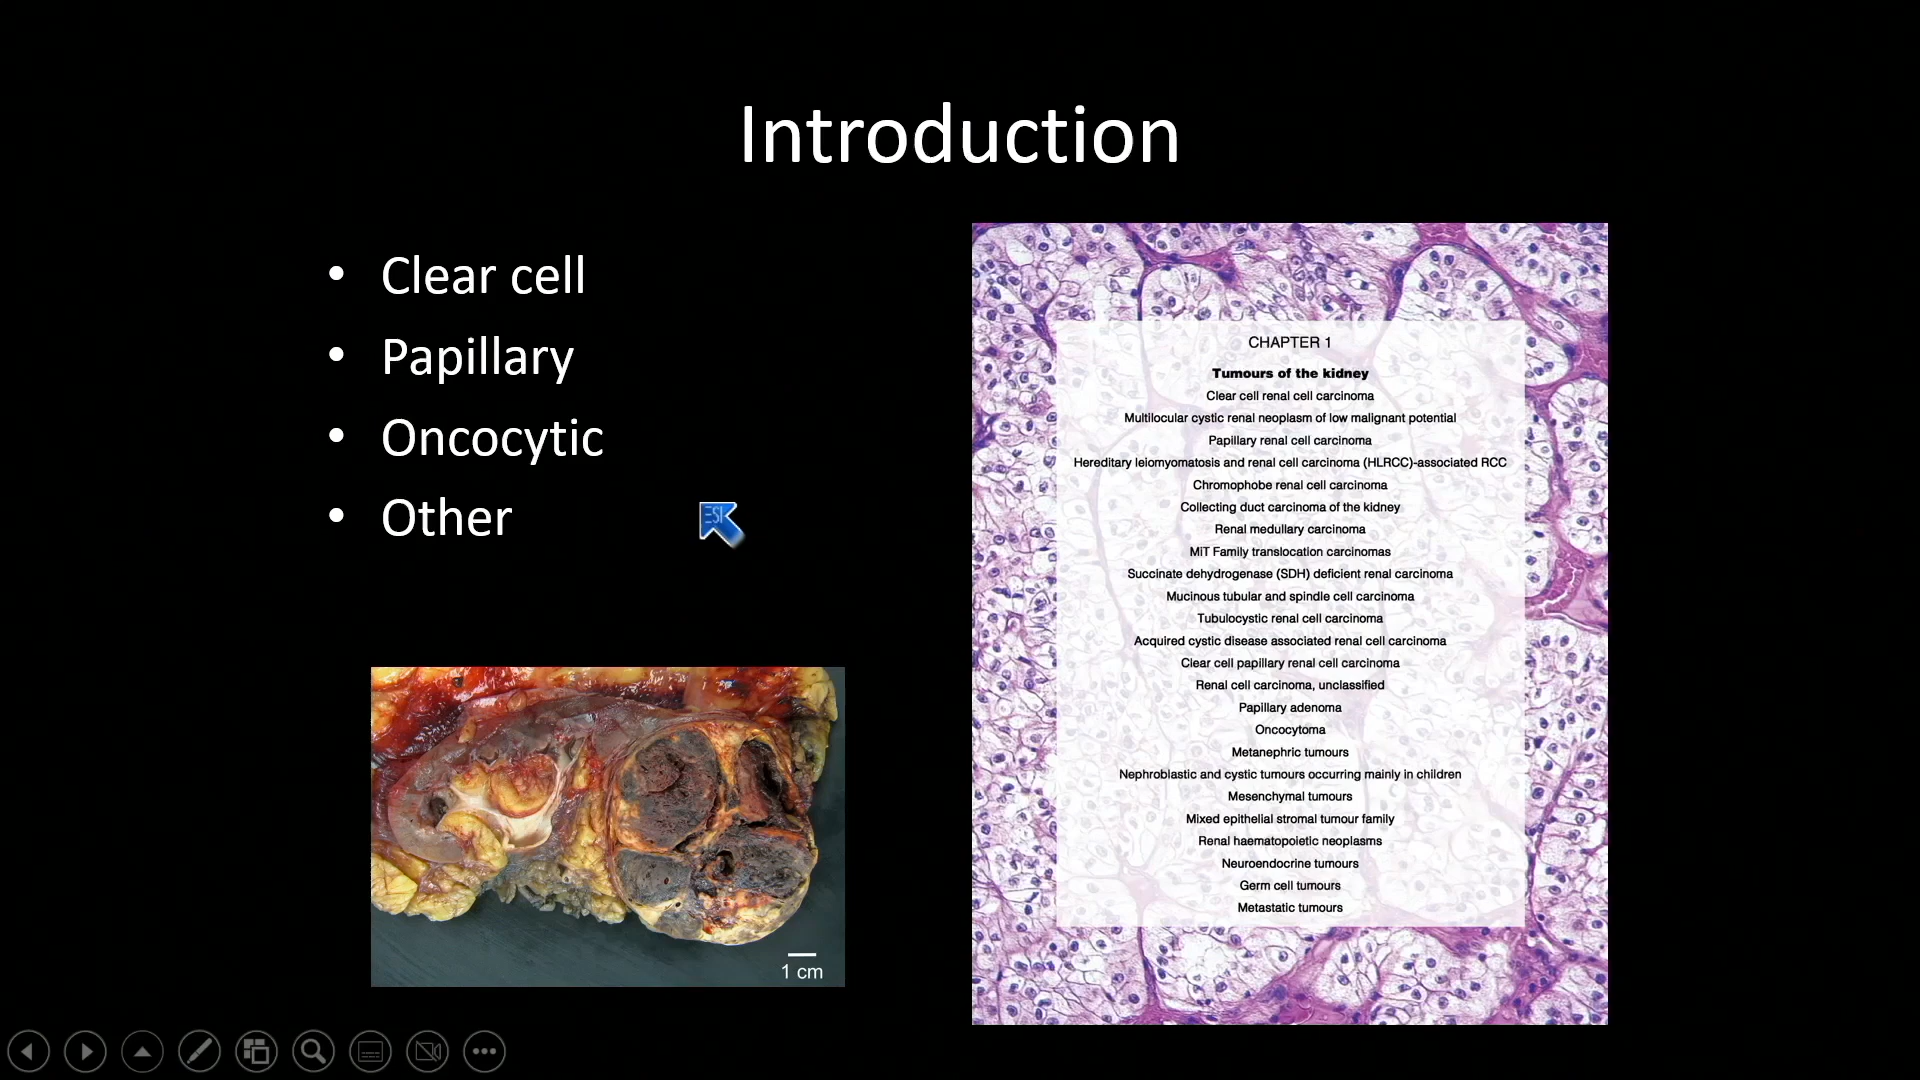 Introduction
• Clear cell
• Papillary
• Oncocytic
• Other
1 cm
CHAPTER 1
Tumours of the kidney
Clear cell renal cell carcinoma
Multilocular cystic renal neoplasm of low malignant potential
Papillary renal cell carcinoma
Hereditary leiomyomatosis and renal cell carcinoma (HLRCC)-associated RCC
Chromophobe renal cell carcinoma
Collecting duct carcinoma of the kidney
Renal medullary carcinoma
MiT Family translocation carcinomas
Succinate dehydrogenase (SDH) deficient renal carcinoma
Mucinous tubular and spindle cell carcinoma
Tubulocystic renal cell carcinoma
Acquired cystic disease associated renal cell carcinoma
Clear cell papillary renal cell carcinoma
Renal cell carcinoma, unclassified
Papillary adenoma
Oncocytoma
Metanephric tumours
Nephroblastic and cystic tumours occurring mainly in children
Mesenchymal tumours
Mixed epithelial stromal tumour family
Renal haematopoietic neoplasms
Neuroendocrine tumours
Germ cell tumours
Metastatic tumours